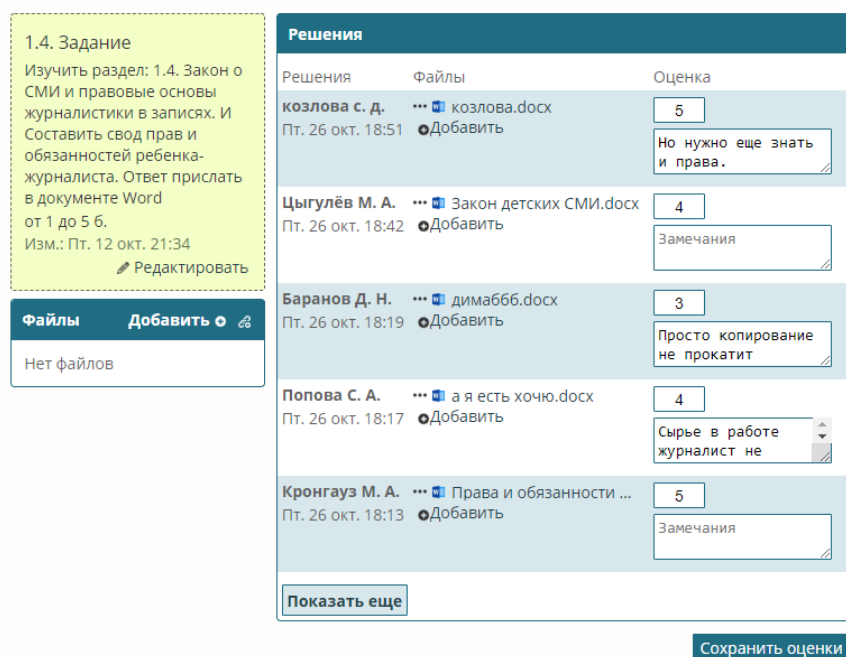 1.4. Задание
Изучить раздел: 1.4. Закон о
СМИ и правовые основы
журналистики в записях. И
Составить свод прав и
обязанностей ребенка-
журналиста. Ответ прислать
в документе Word
от 1 до 5 б.
Изм.: Пт. 12 окт. 21:34
Редактировать
Файлы Добавить
Нет файлов
Решения
Решения Файлы Оценка
козлова с. д. ••• козлова.docx 5
Пт. 26 окт. 18:51 Добавить
Но нужно еще знать
и права.
Цыгулёв М. А. ••• Закон детских СМИ.docx 4
Пт. 26 окт. 18:42 Добавить
Замечания
Баранов Д. Н. ••• дима666.docx 3
Пт. 26 окт. 18:19 Добавить
Просто копирование
не прокатит
Попова С. А. ••• а я есть хочю.docx 4
Пт. 26 окт. 18:17 Добавить
Сырье в работе
журналист не
Кронгауз М. А. ••• Права и обязанности ... 5
Пт. 26 окт. 18:13 Добавить
Замечания
Показать еще
Сохранить оценки